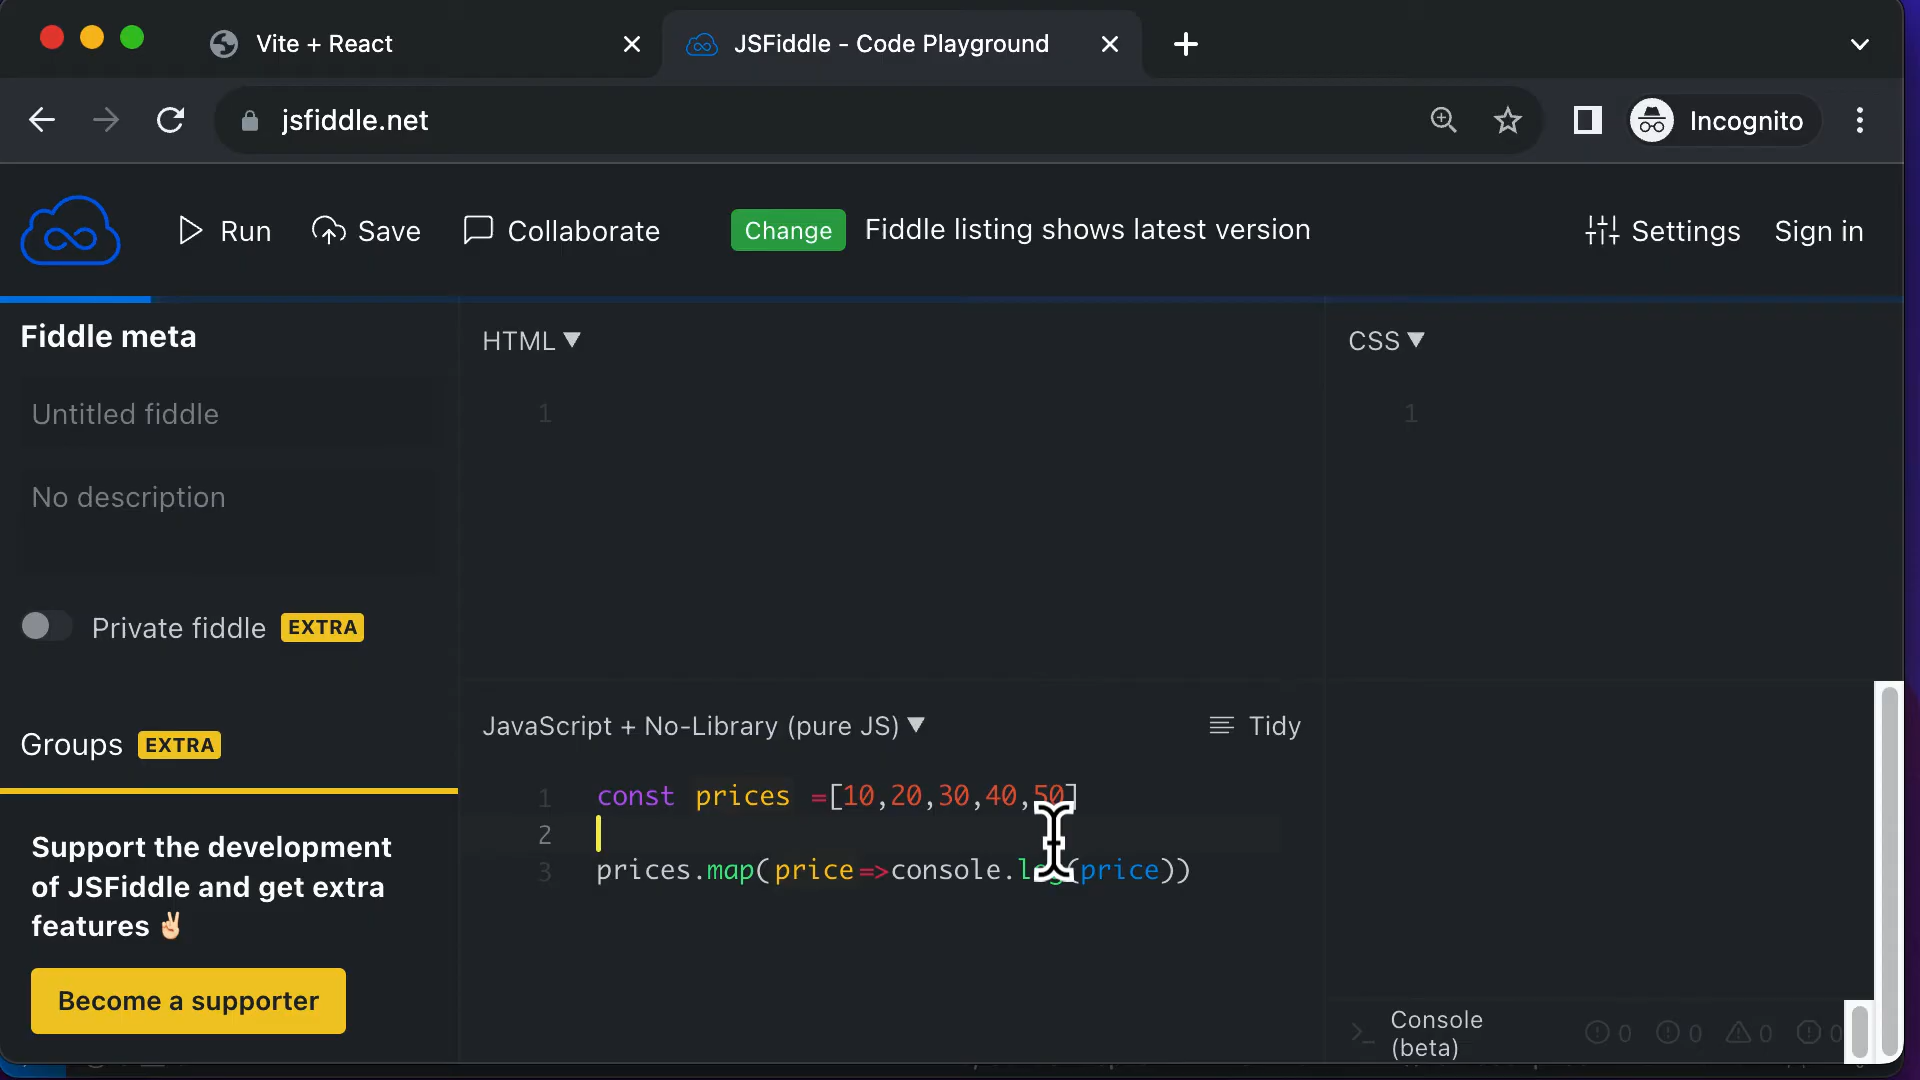 Vite + React
JSFiddle - Code Playground
jsfiddle.net
Incognito
Run
Save
Collaborate
Change
Fiddle listing shows latest version
Settings
Sign in
Fiddle meta
Untitled fiddle
No description
Private fiddle EXTRA
Groups EXTRA
Support the development
of JSFiddle and get extra
features ✌🏻
Become a supporter
HTML ▼
1
CSS ▼
1
JavaScript + No-Library (pure JS) ▼
Tidy
1 const prices =[10,20,30,40,50]
2
3 prices.map(price=>console.log(price))
Console
(beta)
0 0 0 0